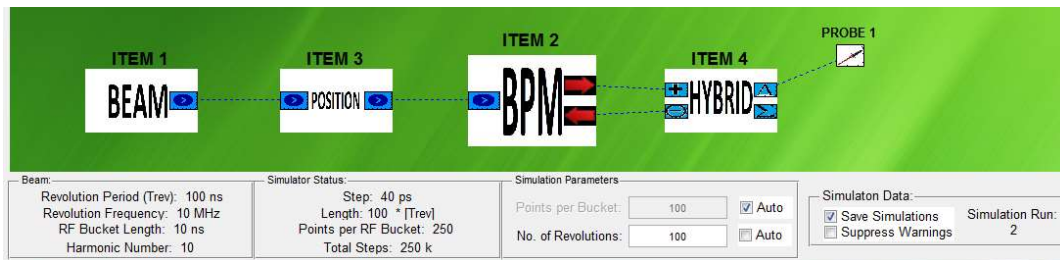 PROBE 1
ITEM 2
ITEM 1
ITEM 3
ITEM 4
BEAM
POSITION
BPM
HYBRID
Beam:
Revolution Period (Trev): 100 ns
Revolution Frequency: 10 MHz
RF Bucket Length: 10 ns
Harmonic Number: 10
Simulator Status:
Step: 40 ps
Length: 100 * [Trev]
Points per RF Bucket: 250
Total Steps: 250 k
Simulation Parameters
Points per Bucket: 100 Auto
No. of Revolutions: 100 Auto
Simulaton Data:
Save Simulations
Suppress Warnings
Simulation Run:
2